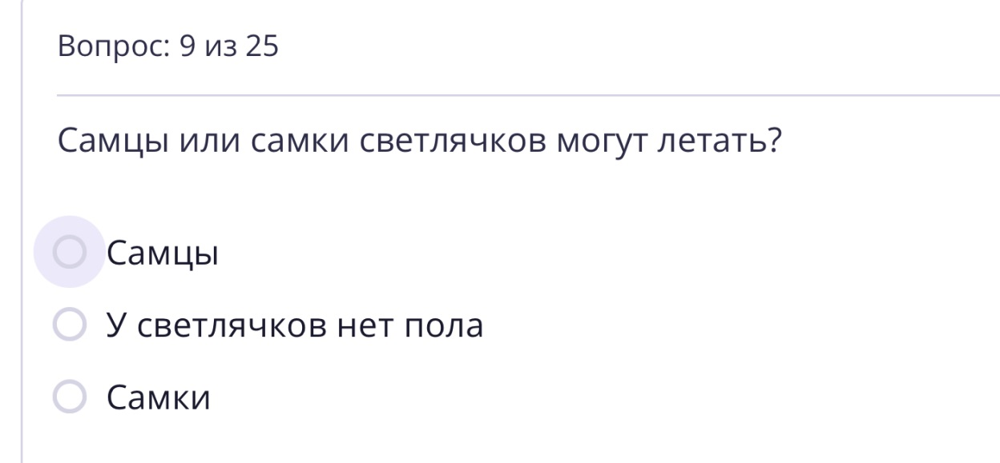 Вопрос: 9 из 25
Самцы или самки светлячков могут летать?
Самцы
У светлячков нет пола
Самки